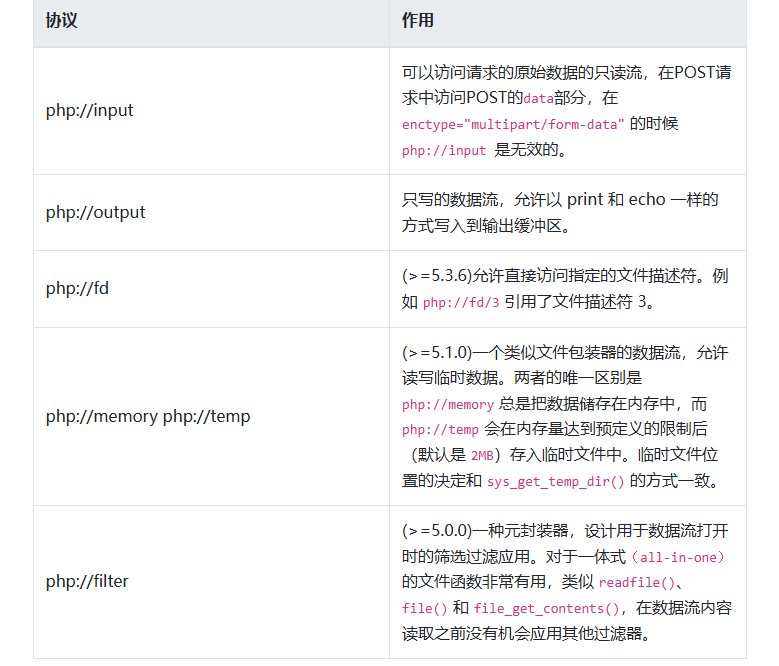 协议 作用
php://input
可以访问请求的原始数据的只读流，在POST请
求中访问POST的data部分，在
enctype="multipart/form-data" 的时候
php://input 是无效的。
php://output
只写的数据流，允许以 print 和 echo 一样的
方式写入到输出缓冲区。
php://fd
(>=5.3.6)允许直接访问指定的文件描述符。例
如 php://fd/3 引用了文件描述符 3。
php://memory php://temp
(>=5.1.0)一个类似文件包装器的数据流，允许
读写临时数据。两者的唯一区别是
php://memory 总是把数据储存在内存中，而
php://temp 会在内存量达到预定义的限制后
（默认是 2MB）存入临时文件中。临时文件位
置的决定和 sys_get_temp_dir() 的方式一致。
php://filter
(>=5.0.0)一种元封装器，设计用于数据流打开
时的筛选过滤应用。对于一体式（all-in-one）
的文件函数非常有用，类似 readfile()、
file() 和 file_get_contents()，在数据流内容
读取之前没有机会应用其他过滤器。